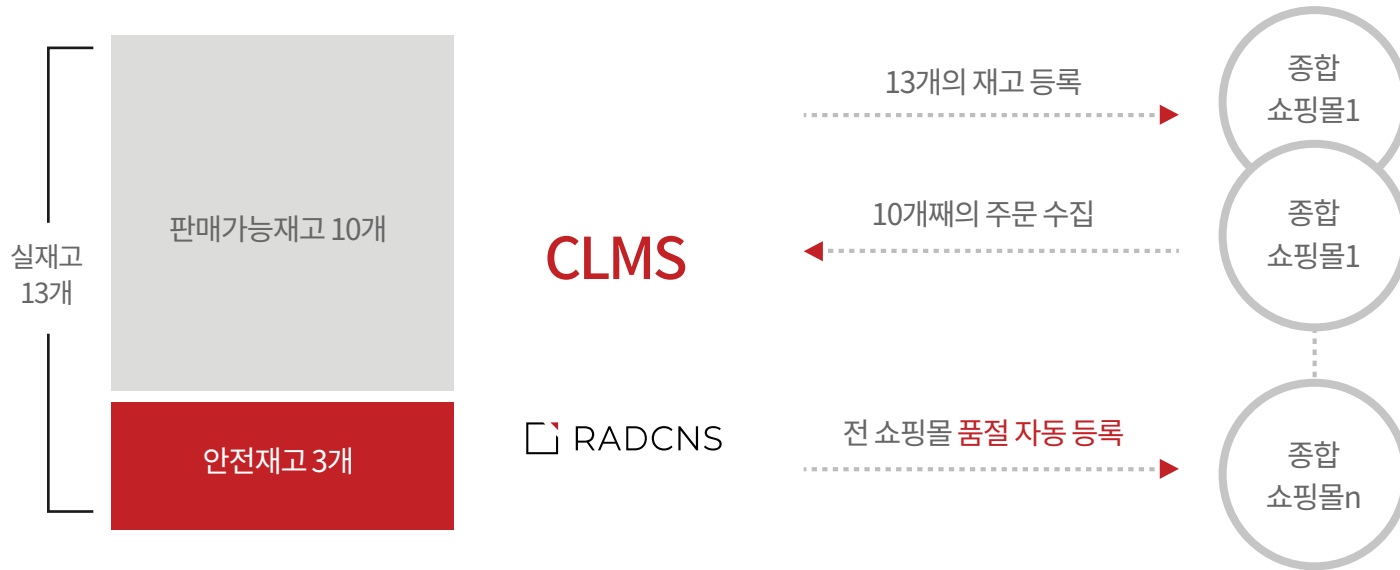 실재고
13개
판매가능재고 10개
안전재고 3개
CLMS
RADCNS
13개의 재고 등록
10개째의 주문 수집
전 쇼핑몰 품절 자동 등록
종합
쇼핑몰1
종합
쇼핑몰1
종합
쇼핑몰n